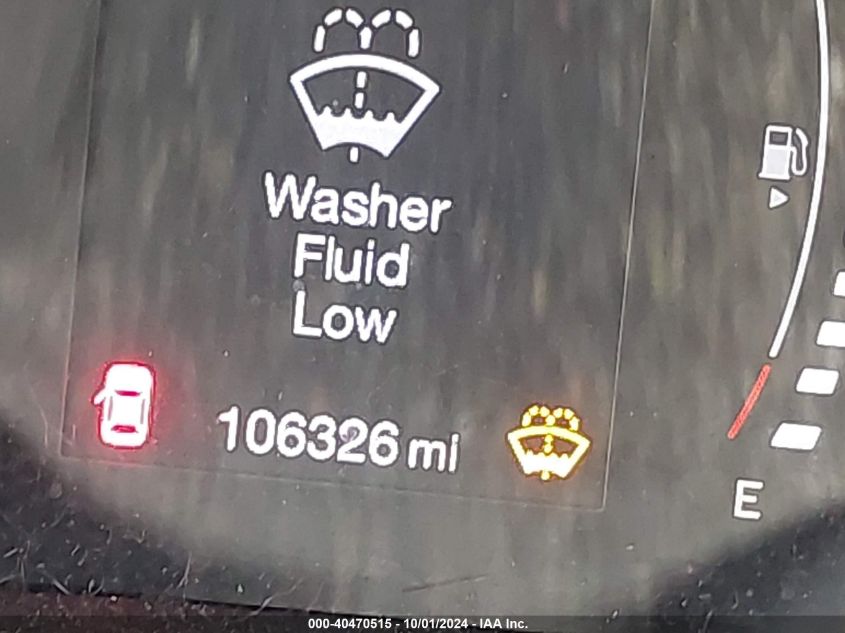 Washer
Fluid
Low
106326 mi
E
000-40470515 - 10/01/2024 - IAA Inc.